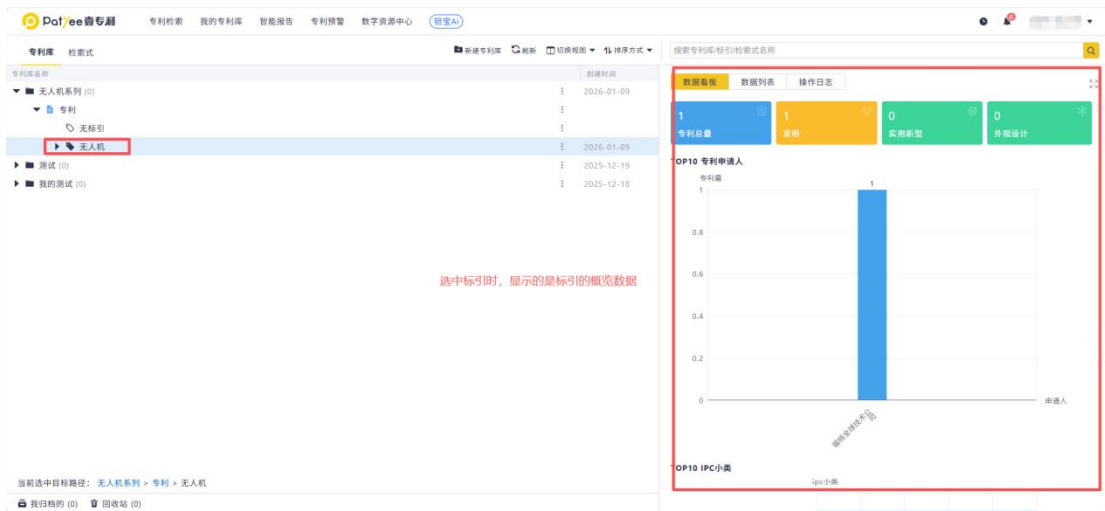 Patyee壹专利 专利检索 我的专利库 智能报告 专利预警 数字资源中心 钽宝Ai 4
专利库 检索式 新建专利库 刷新 切换视图 排序方式 搜索专利库/标引/检索式名称
专利库名称 创建时间
无人机系列 (0) 2026-01-09
专利
无标引
无人机 2026-01-09
测试 (0) 2025-12-19
我的测试 (0) 2025-12-18
选中标引时，显示的是标引的概览数据
当前选中目标路径： 无人机系列 > 专利 > 无人机
我归档的 (0) 回收站 (0)
数据看板 数据列表 操作日志
1 1 0 0
专利总量 发明 实用新型 外观设计
TOP10 专利申请人
专利量
1
1
0.8
0.6
0.4
0.2
0
申请人
TOP10 IPC小类
ipc小类